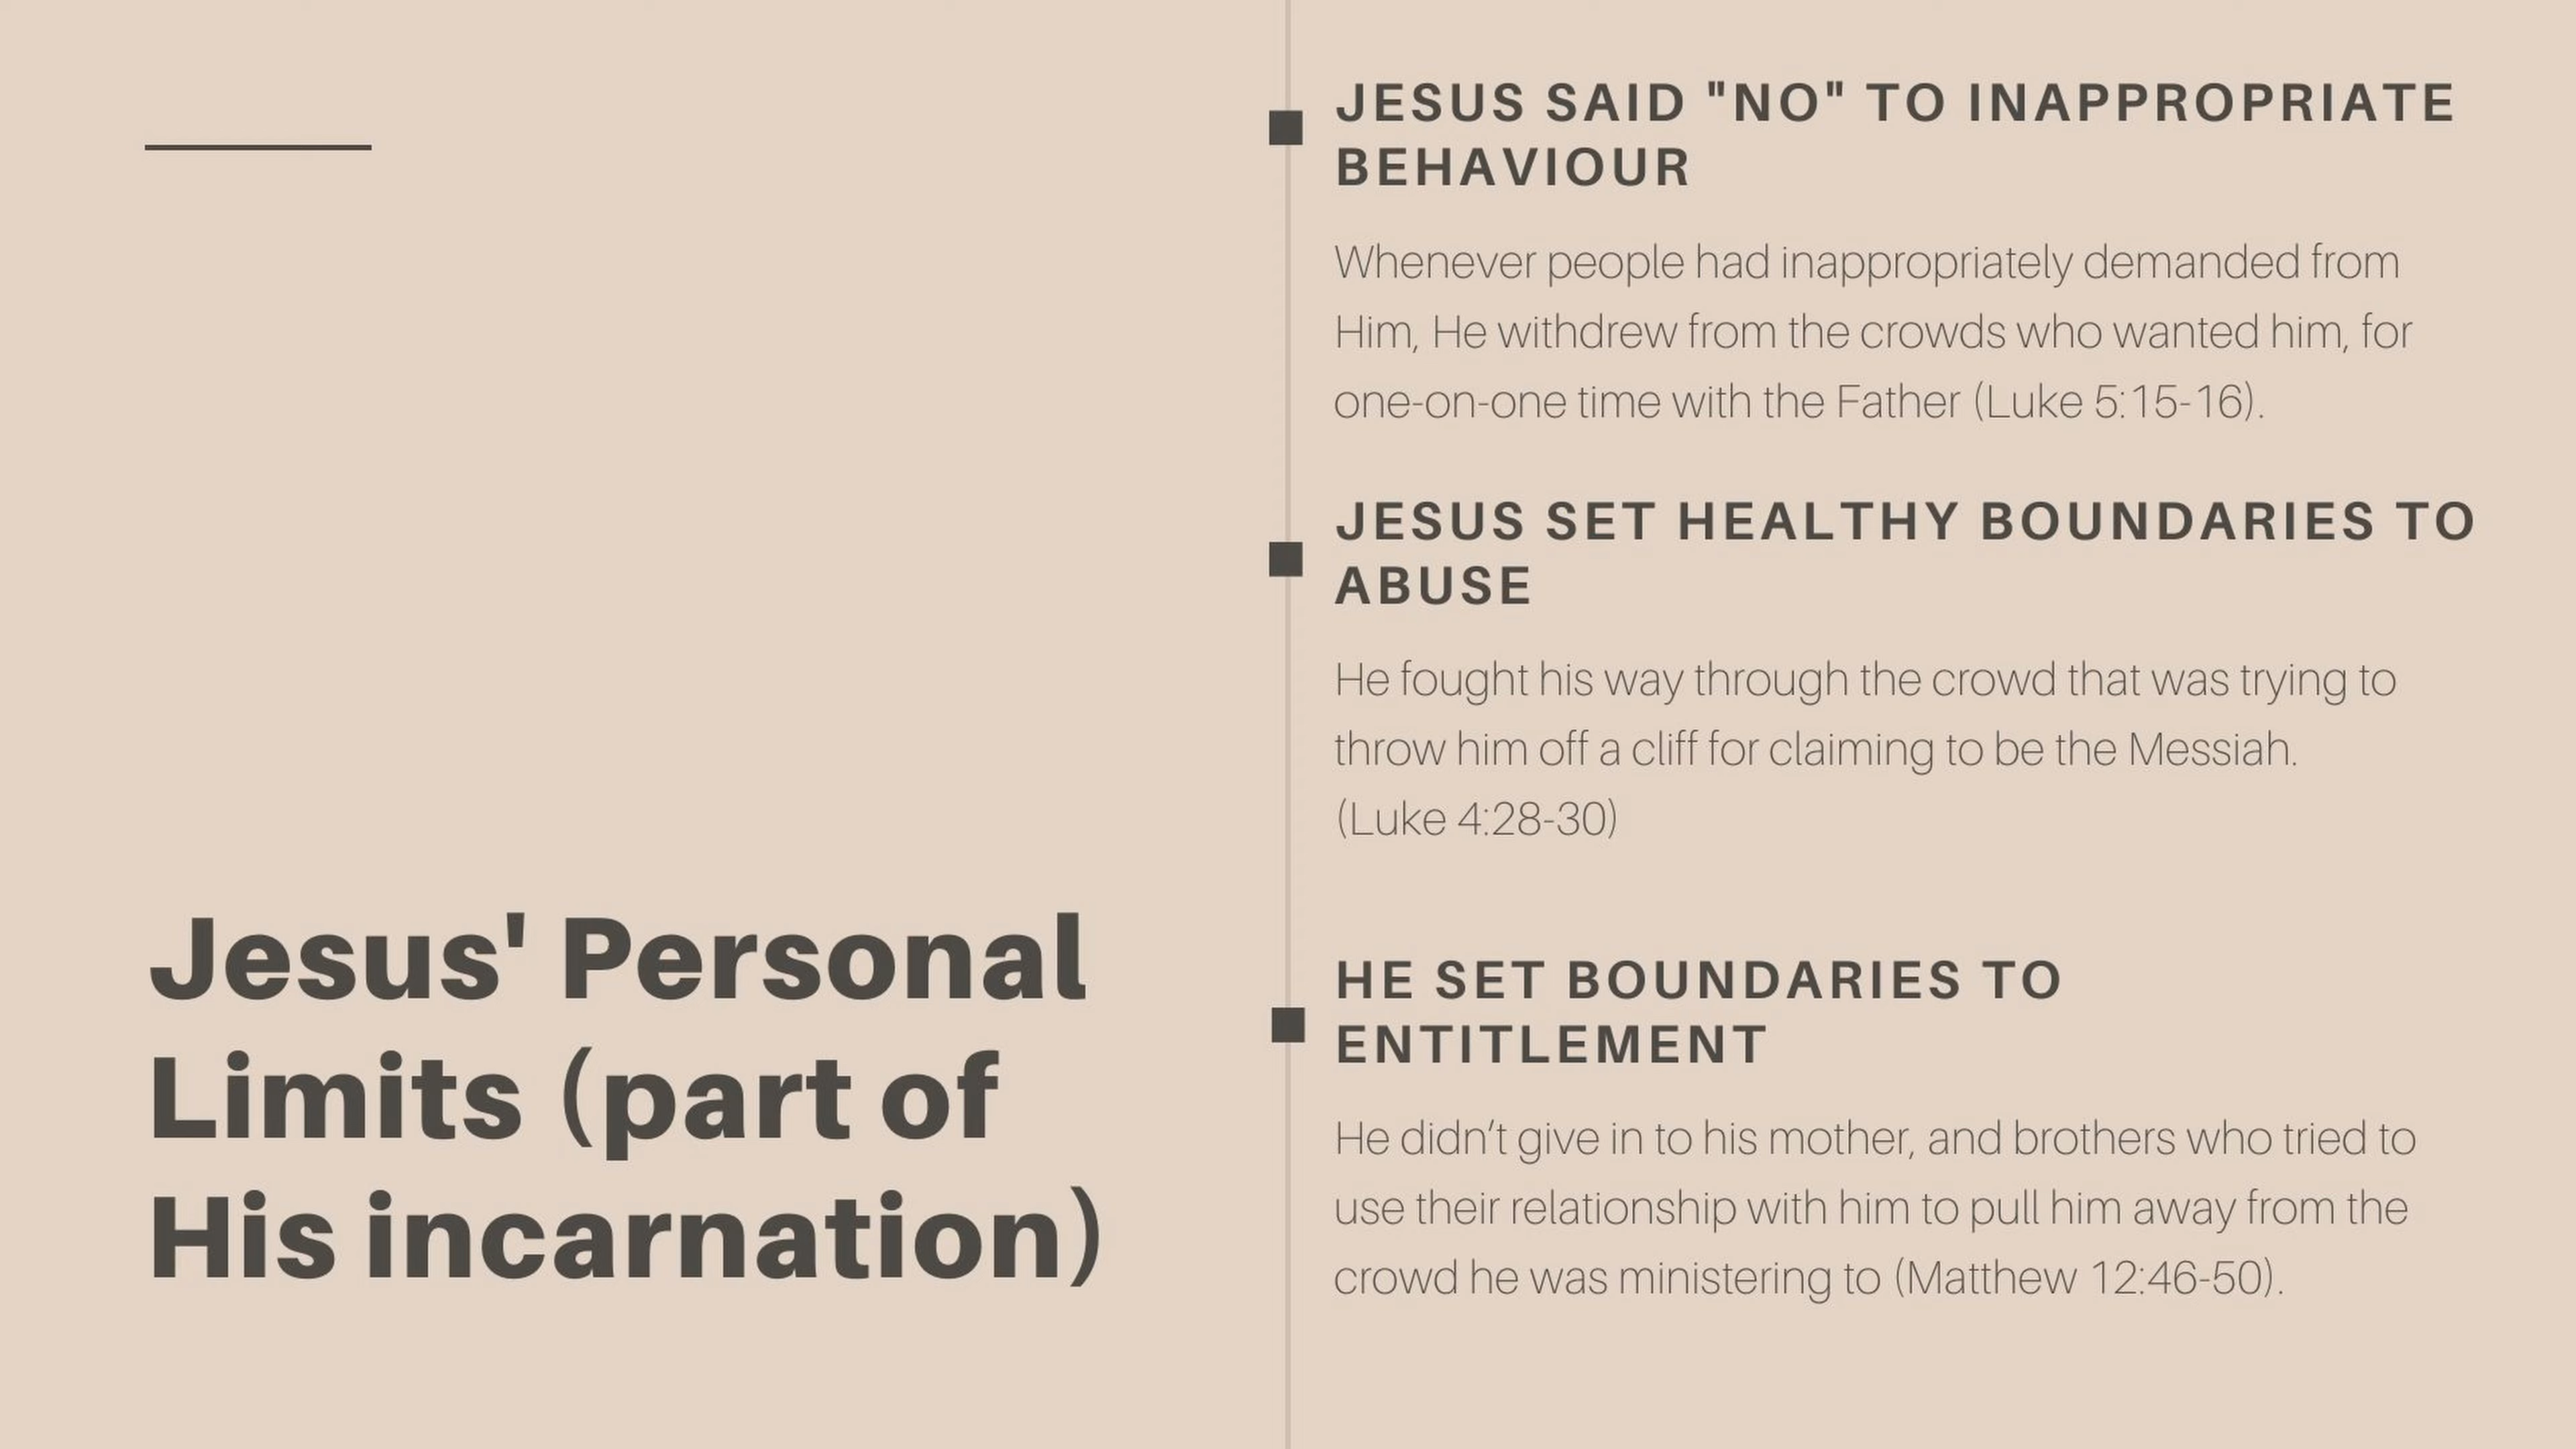 Jesus' Personal
Limits (part of
His incarnation)
JESUS SAID "NO" TO INAPPROPRIATE
BEHAVIOUR
Whenever people had inappropriately demanded from
Him, He withdrew from the crowds who wanted him, for
one-on-one time with the Father (Luke 5:15-16).
JESUS SET HEALTHY BOUNDARIES TO
ABUSE
He fought his way through the crowd that was trying to
throw him off a cliff for claiming to be the Messiah.
(Luke 4:28-30)
HE SET BOUNDARIES TO
ENTITLEMENT
He didn’t give in to his mother, and brothers who tried to
use their relationship with him to pull him away from the
crowd he was ministering to (Matthew 12:46-50).